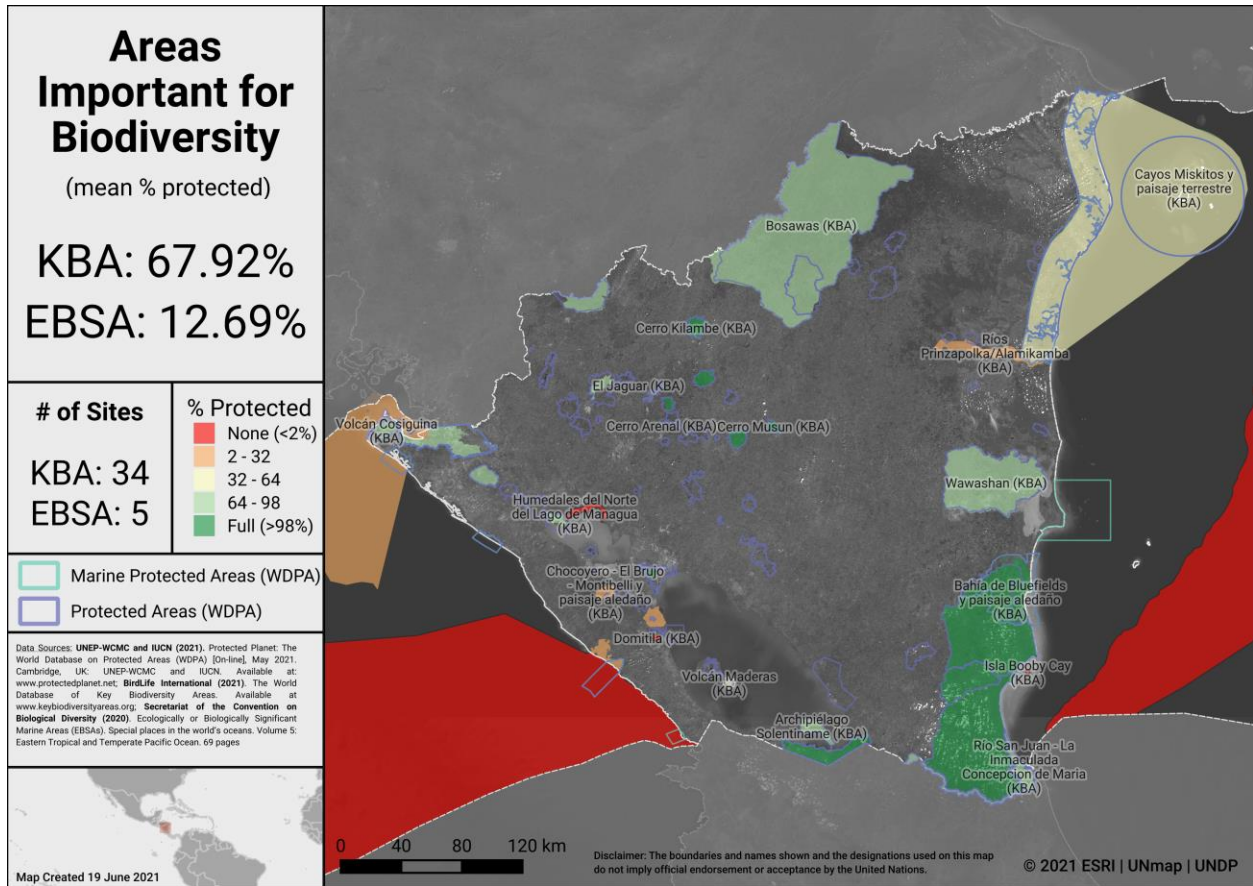 Areas
Important for
Biodiversity
(mean % protected)
KBA: 67.92%
EBSA: 12.69%
# of Sites
KBA: 34
EBSA: 5
% Protected
None (<2%)
2 - 32
32 - 64
64 - 98
Full (>98%)
Marine Protected Areas (WDPA)
Protected Areas (WDPA)
Data Sources: UNEP-WCMC and IUCN (2021). Protected Planet: The
World Database on Protected Areas (WDPA) [On-line], May 2021.
Cambridge, UK: UNEP-WCMC and IUCN. Available at:
www.protectedplanet.net; BirdLife International (2021). The World
Database of Key Biodiversity Areas. Available at
www.keybiodiversityareas.org; Secretariat of the Convention on
Biological Diversity (2020). Ecologically or Biologically Significant
Marine Areas (EBSAs). Special places in the world's oceans. Volume 5:
Eastern Tropical and Temperate Pacific Ocean. 69 pages
Map Created 19 June 2021
Cayos Miskitos y
paisaje terrestre
(KBA)
Bosawas (KBA)
Cerro Kilambe (KBA)
Ríos
Prinzapolka/Alamikamba
(KBA)
El Jaguar (KBA)
Volcán Cosiguina
(KBA)
Cerro Arenal (KBA)
Cerro Musun (KBA)
Wawashan (KBA)
Humedales del Norte
del Lago de Managua
(KBA)
Chocoyero - El Brujo
- Montibelli y
paisaje aledaño
(KBA)
Bahía de Bluefields
y paisaje aledaño
(KBA)
Domitila (KBA)
Isla Booby Cay
(KBA)
Volcán Maderas
(KBA)
Archipiélago
Solentiname (KBA)
Río San Juan - La
Inmaculada
Concepcion de María
(KBA)
0 40 80 120 km
Disclaimer: The boundaries and names shown and the designations used on this map
do not imply official endorsement or acceptance by the United Nations.
© 2021 ESRI | UNmap | UNDP